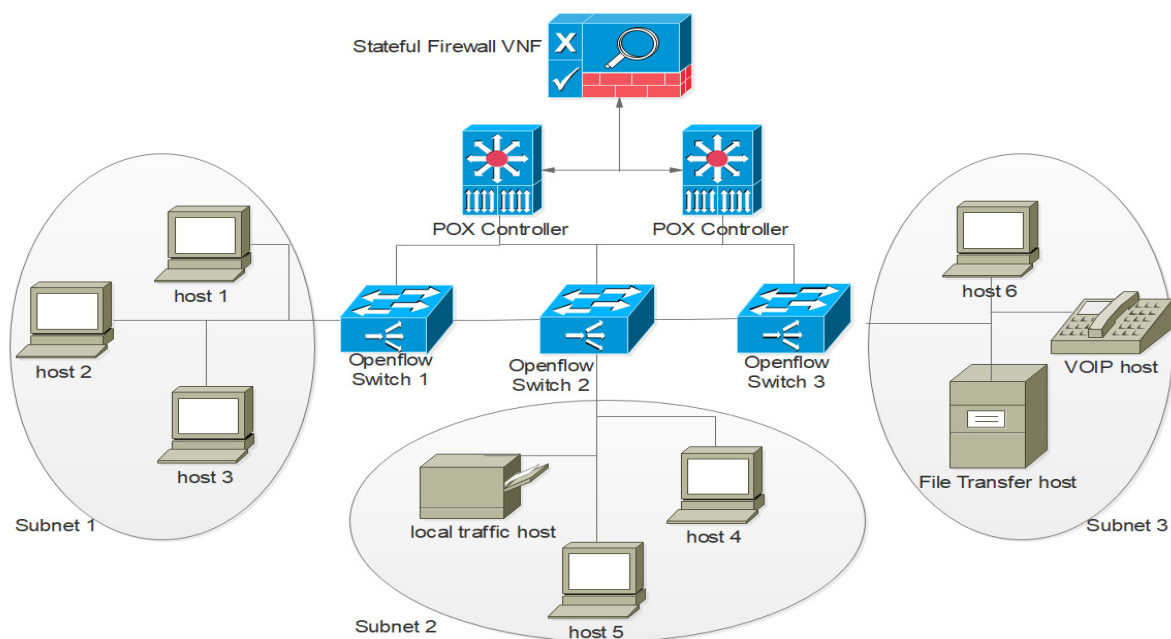 Stateful Firewall VNF
POX Controller
POX Controller
host 1
host 2
host 3
Subnet 1
Openflow
Switch 1
Openflow
Switch 2
Openflow
Switch 3
host 6
VOIP host
File Transfer host
Subnet 3
local traffic host
host 4
host 5
Subnet 2